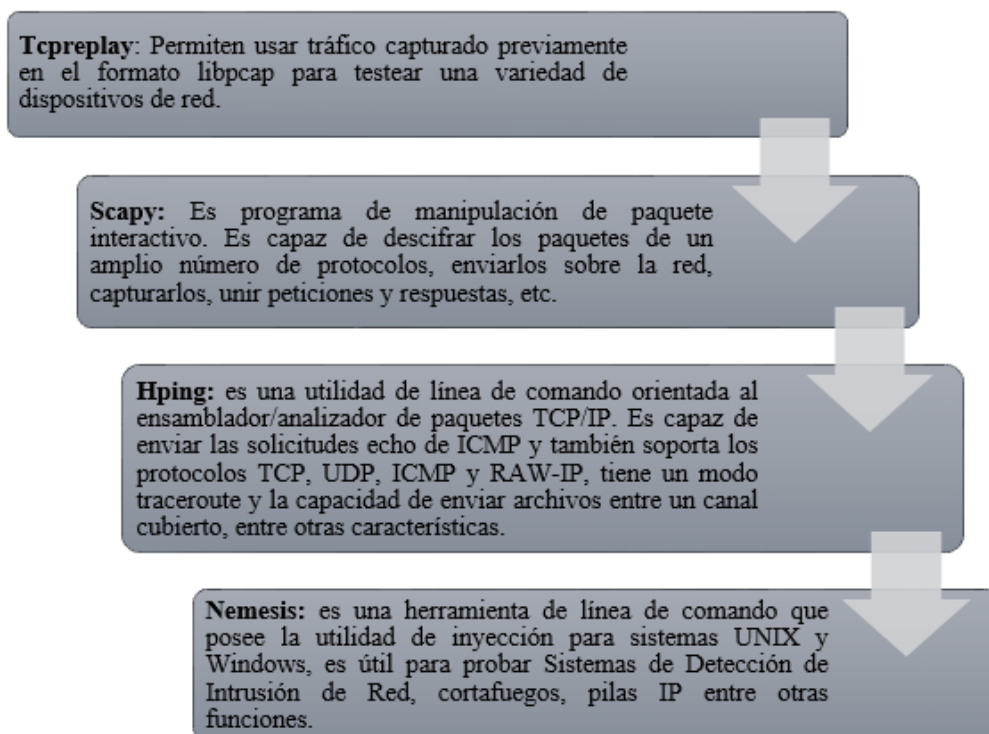 Tcpreplay: Permiten usar tráfico capturado previamente
en el formato libpcap para testear una variedad de
dispositivos de red.
Scapy: Es programa de manipulación de paquete
interactivo. Es capaz de descifrar los paquetes de un
amplio número de protocolos, enviarlos sobre la red,
capturarlos, unir peticiones y respuestas, etc.
Hping: es una utilidad de línea de comando orientada al
ensamblador/analizador de paquetes TCP/IP. Es capaz de
enviar las solicitudes echo de ICMP y también soporta los
protocolos TCP, UDP, ICMP y RAW-IP, tiene un modo
traceroute y la capacidad de enviar archivos entre un canal
cubierto, entre otras características.
Nemesis: es una herramienta de línea de comando que
posee la utilidad de inyección para sistemas UNIX y
Windows, es útil para probar Sistemas de Detección de
Intrusión de Red, cortafuegos, pilas IP entre otras
funciones.